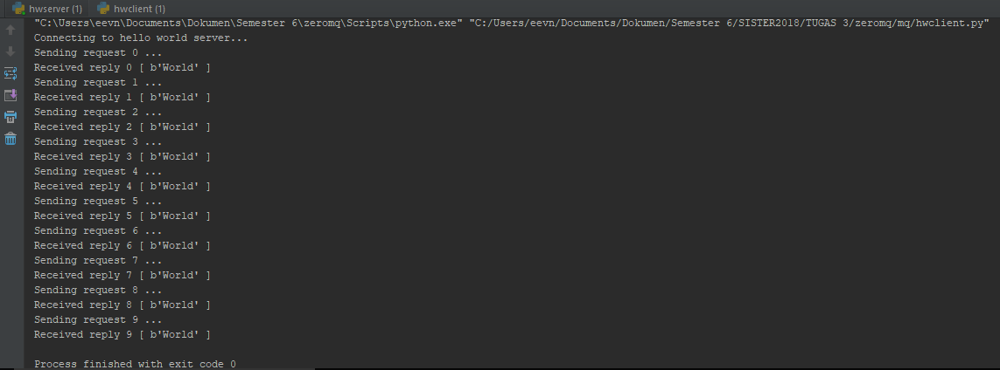 hwserver (1) hwclient (1)
"C:\Users\eevn\Documents\Dokumen\Semester 6\zeromq\Scripts\python.exe" "C:/Users/eevn/Documents/Dokumen/Semester 6/SISTER2018/TUGAS 3/zeromq/mq/hwclient.py"
Connecting to hello world server...
Sending request 0 ...
Received reply 0 [ b'World' ]
Sending request 1 ...
Received reply 1 [ b'World' ]
Sending request 2 ...
Received reply 2 [ b'World' ]
Sending request 3 ...
Received reply 3 [ b'World' ]
Sending request 4 ...
Received reply 4 [ b'World' ]
Sending request 5 ...
Received reply 5 [ b'World' ]
Sending request 6 ...
Received reply 6 [ b'World' ]
Sending request 7 ...
Received reply 7 [ b'World' ]
Sending request 8 ...
Received reply 8 [ b'World' ]
Sending request 9 ...
Received reply 9 [ b'World' ]
Process finished with exit code 0